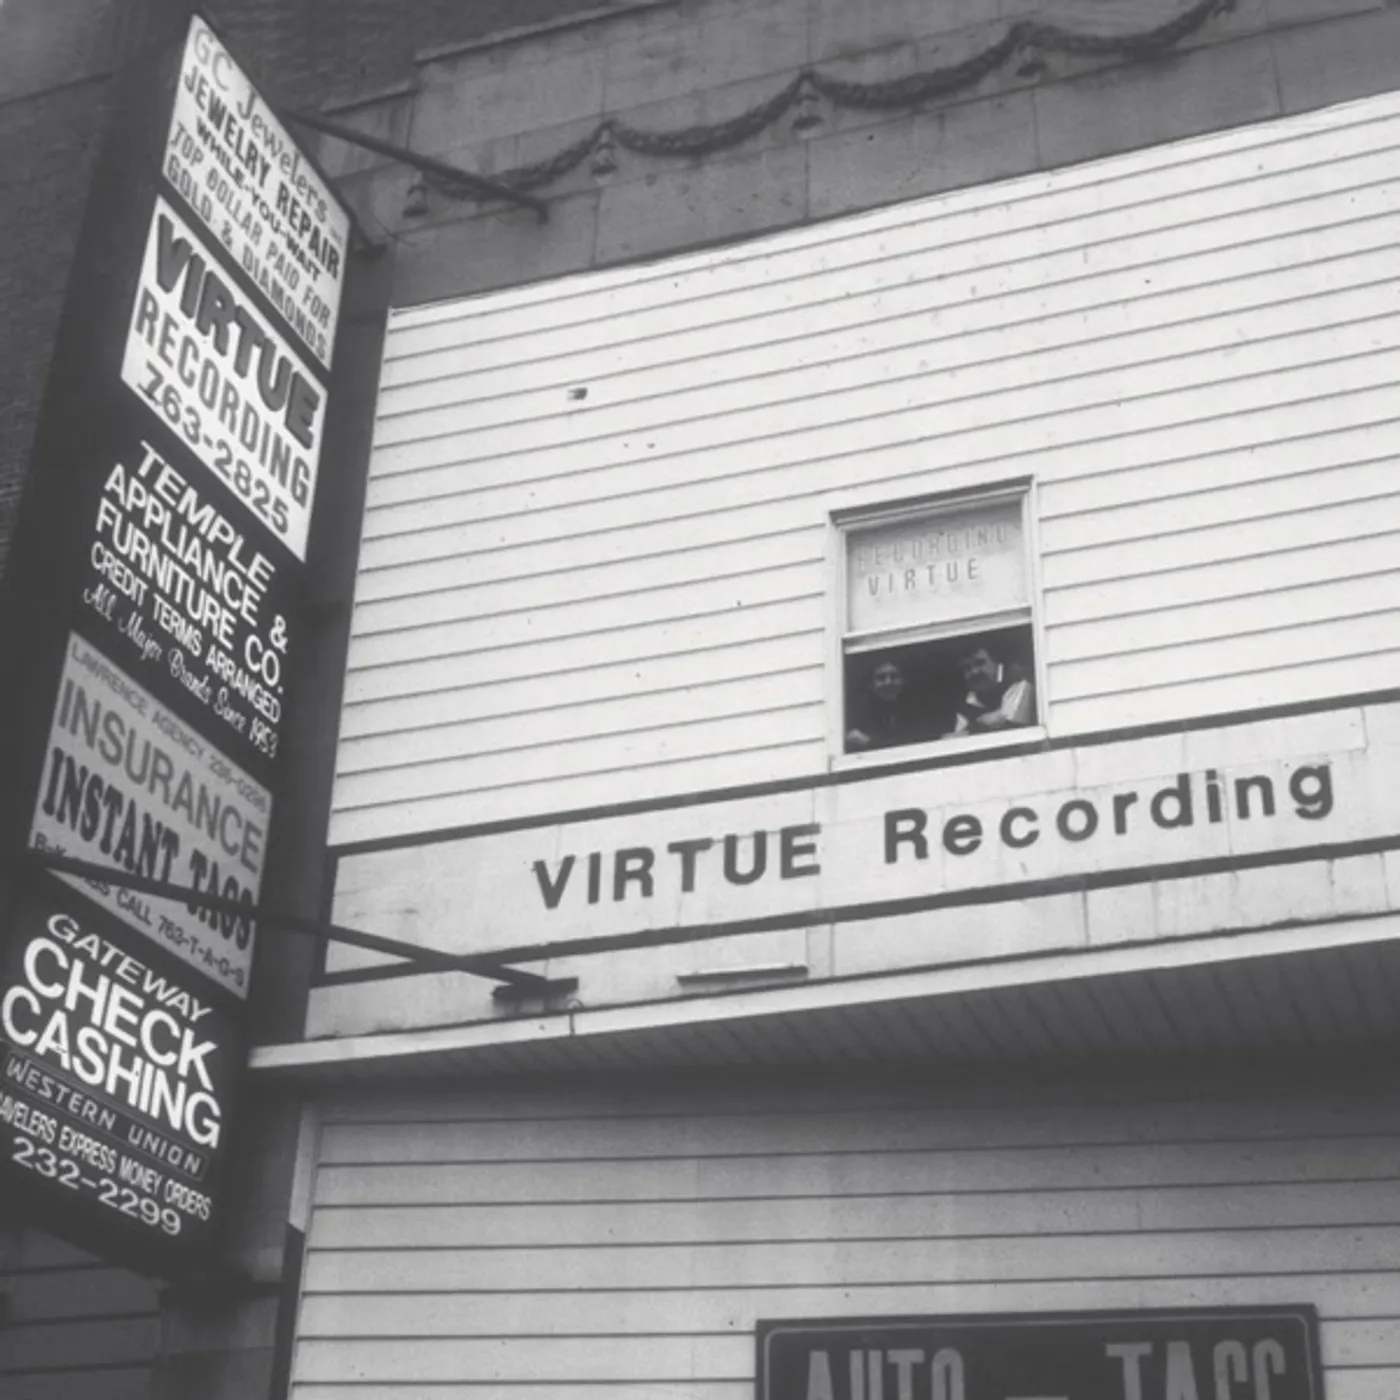 GC Jewelers
JEWELRY REPAIR
WHILE-YOU-WAIT
TOP DOLLAR PAID FOR
GOLD & DIAMONDS
VIRTUE
RECORDING
763-2825
TEMPLE
APPLIANCE &
FURNITURE CO.
CREDIT TERMS ARRANGED
All Major Brands Since 1953
LAWRENCE AGENCY
INSURANCE
INSTANT TAGS
CALL 763-T-A-G-S
GATEWAY
CHECK
CASHING
WESTERN UNION
AVELERS EXPRESS MONEY ORDERS
232-2299
RECORDING
VIRTUE
VIRTUE Recording
AUTO - TAGS